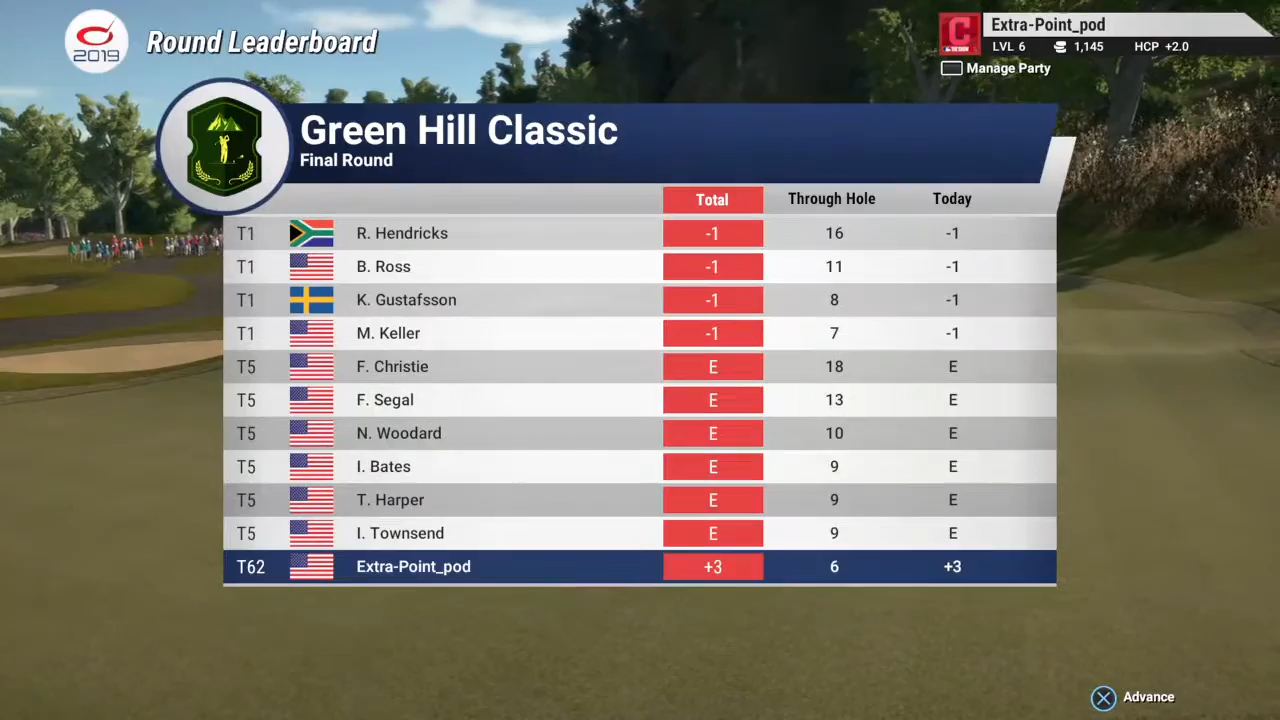 2019
Round Leaderboard
Extra-Point_pod
LVL 6 1,145 HCP +2.0
Manage Party
Green Hill Classic
Final Round
Total Through Hole Today
T1 R. Hendricks -1 16 -1
T1 B. Ross -1 11 -1
T1 K. Gustafsson -1 8 -1
T1 M. Keller -1 7 -1
T5 F. Christie E 18 E
T5 F. Segal E 13 E
T5 N. Woodard E 10 E
T5 I. Bates E 9 E
T5 T. Harper E 9 E
T5 I. Townsend E 9 E
T62 Extra-Point_pod +3 6 +3
Advance